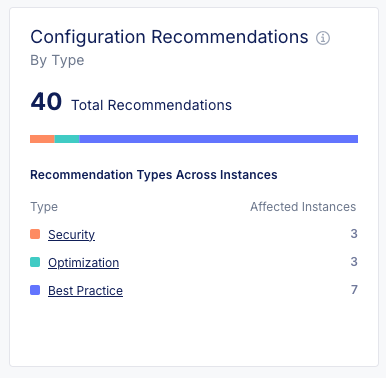 Configuration Recommendations
By Type
40 Total Recommendations
Recommendation Types Across Instances
Type Affected Instances
Security 3
Optimization 3
Best Practice 7